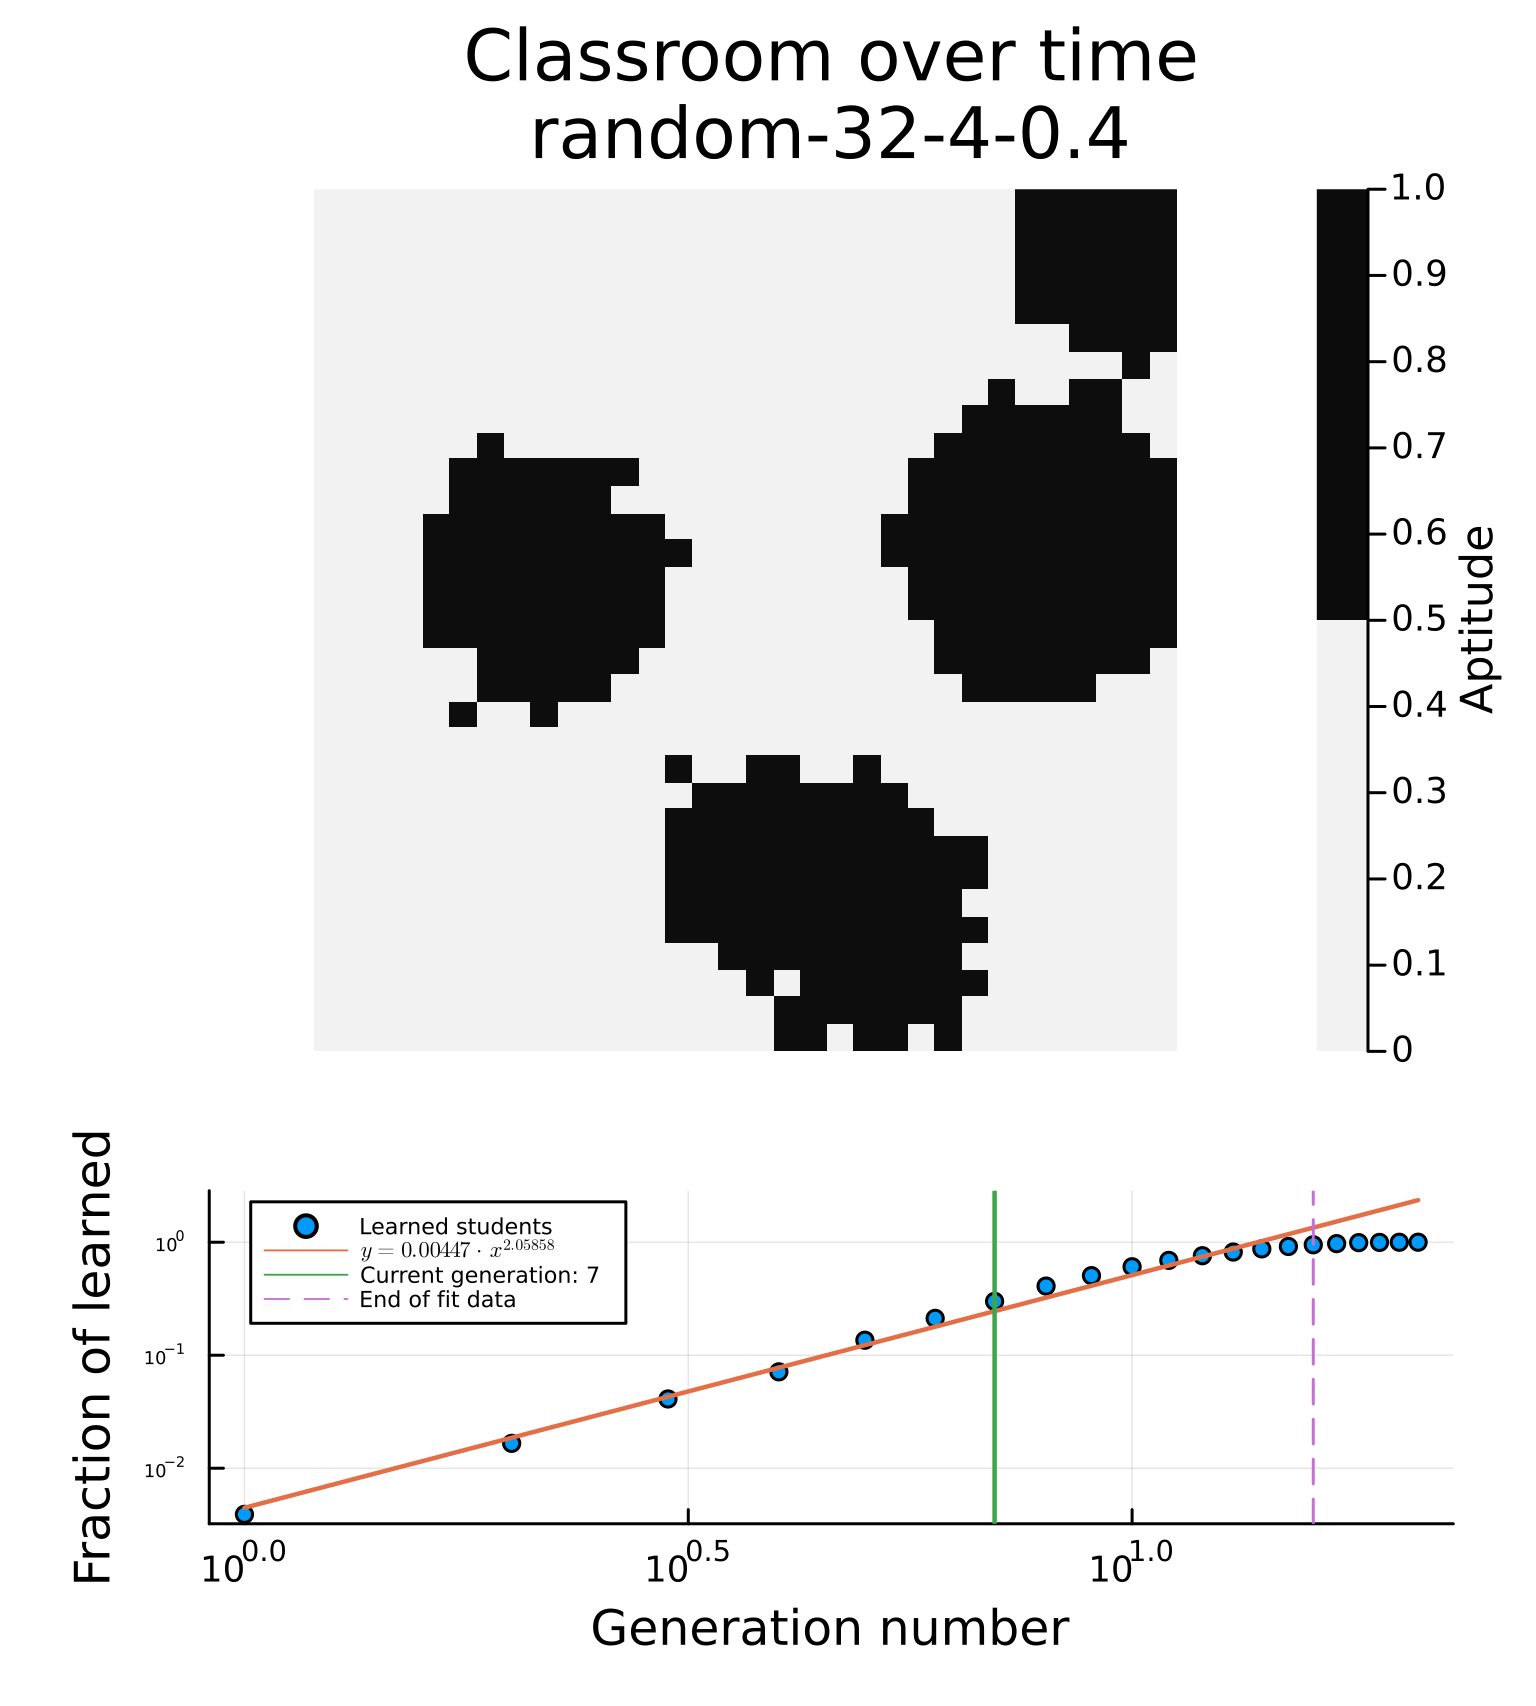 Classroom over time
random-32-4-0.4
1.0
0.9
0.8
0.7
0.6
0.5
0.4
0.3
0.2
0.1
0
Aptitude
Fraction of learned
10^0
10^−1
10^−2
Learned students
y = 0.00447 · x^2.05858
Current generation: 7
End of fit data
10^0.0
10^0.5
10^1.0
Generation number